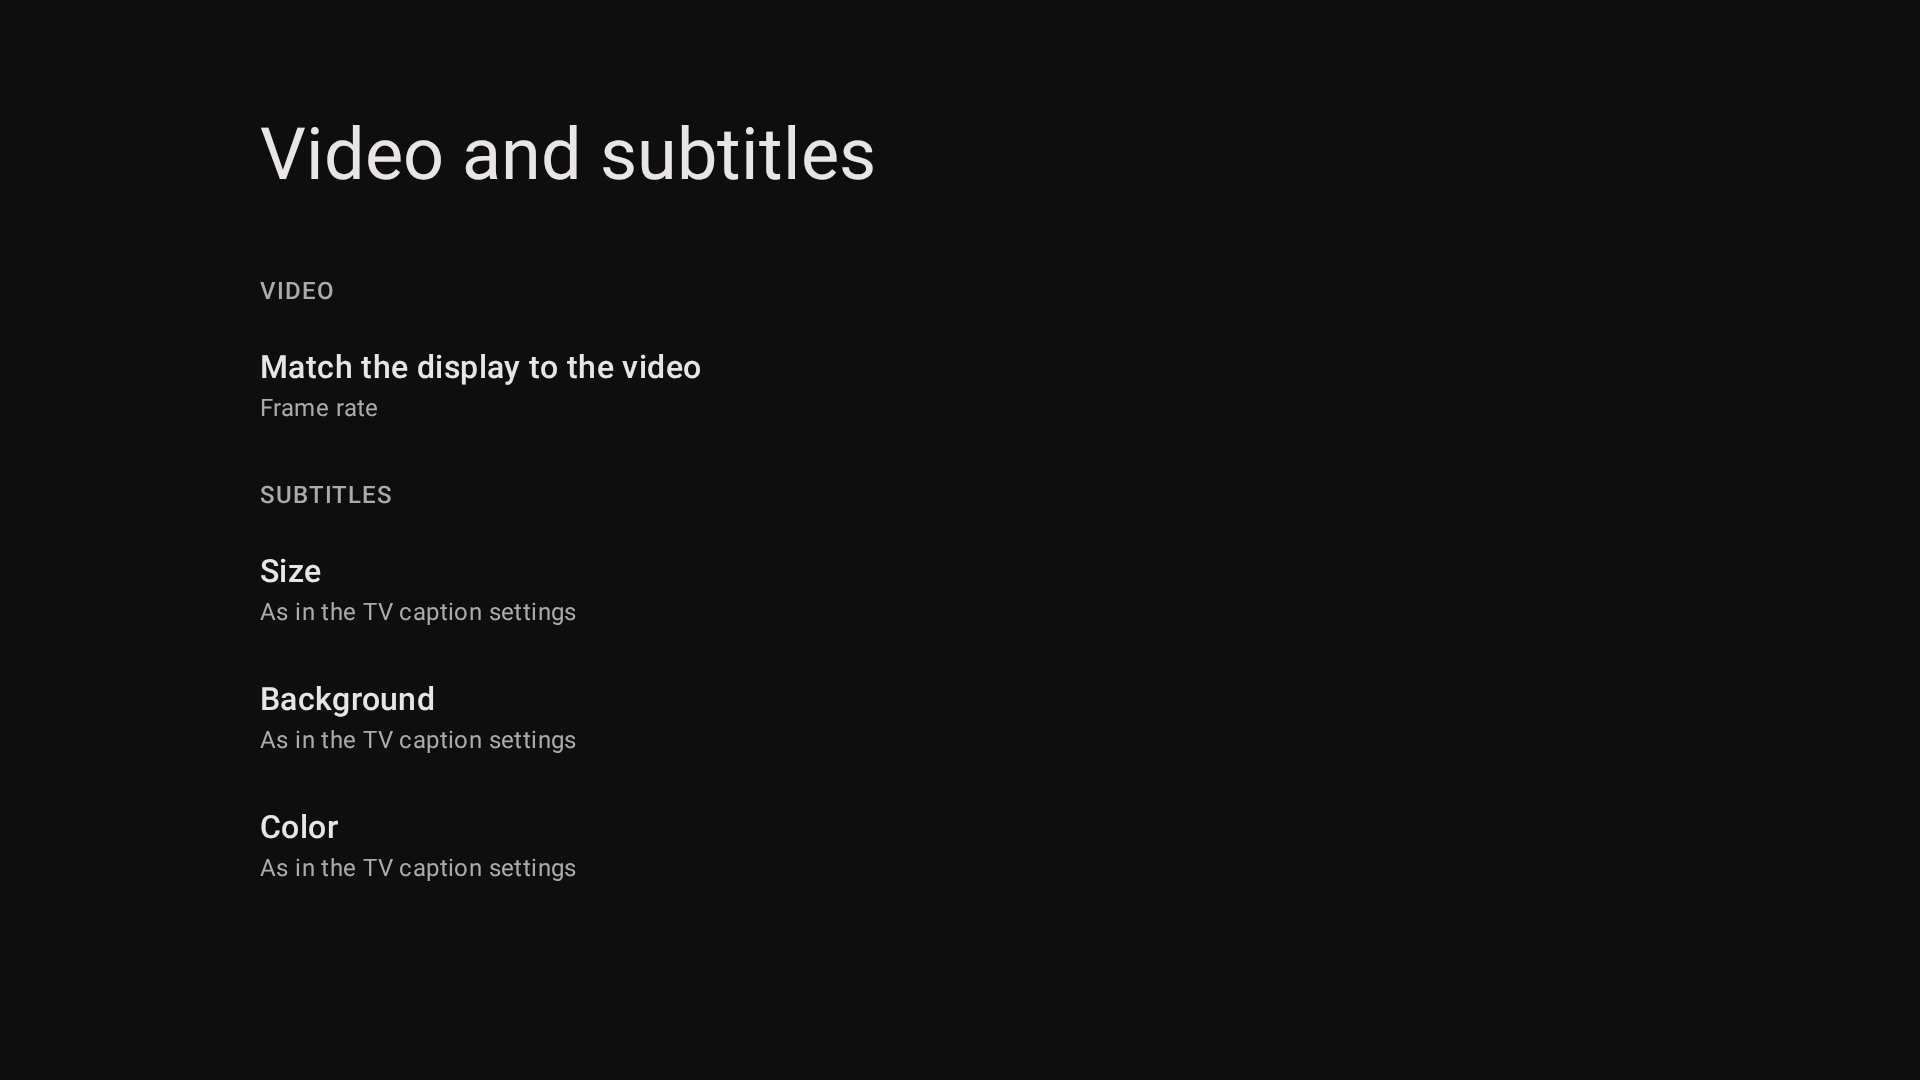 Video and subtitles
VIDEO
Match the display to the video
Frame rate
SUBTITLES
Size
As in the TV caption settings
Background
As in the TV caption settings
Color
As in the TV caption settings